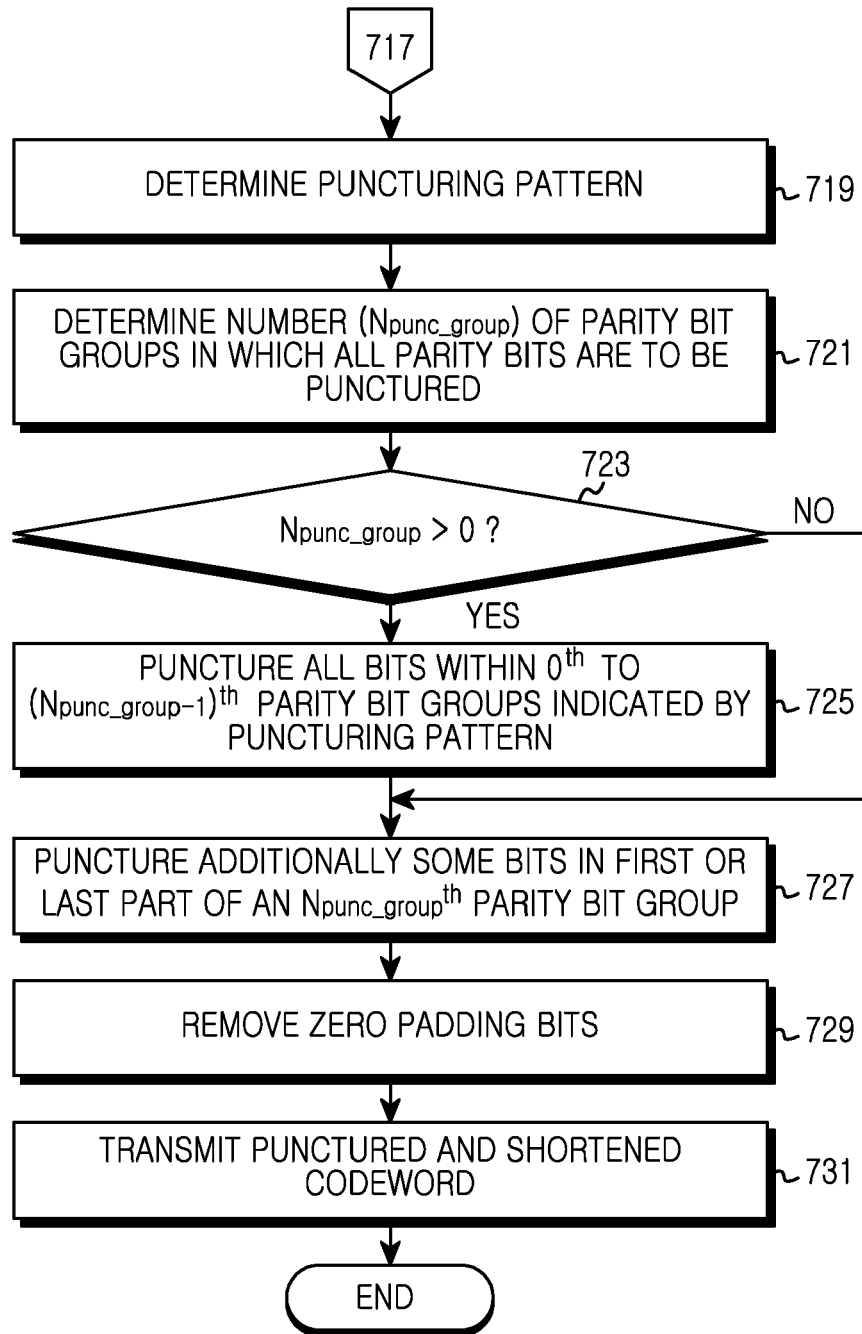 717
DETERMINE PUNCTURING PATTERN
719
DETERMINE NUMBER (Npunc_group) OF PARITY BIT
GROUPS IN WHICH ALL PARITY BITS ARE TO BE
PUNCTURED
721
723
Npunc_group > 0 ?
NO
YES
PUNCTURE ALL BITS WITHIN 0th TO
(Npunc_group-1)th PARITY BIT GROUPS INDICATED BY
PUNCTURING PATTERN
725
PUNCTURE ADDITIONALLY SOME BITS IN FIRST OR
LAST PART OF AN Npunc_groupth PARITY BIT GROUP
727
REMOVE ZERO PADDING BITS
729
TRANSMIT PUNCTURED AND SHORTENED
CODEWORD
731
END